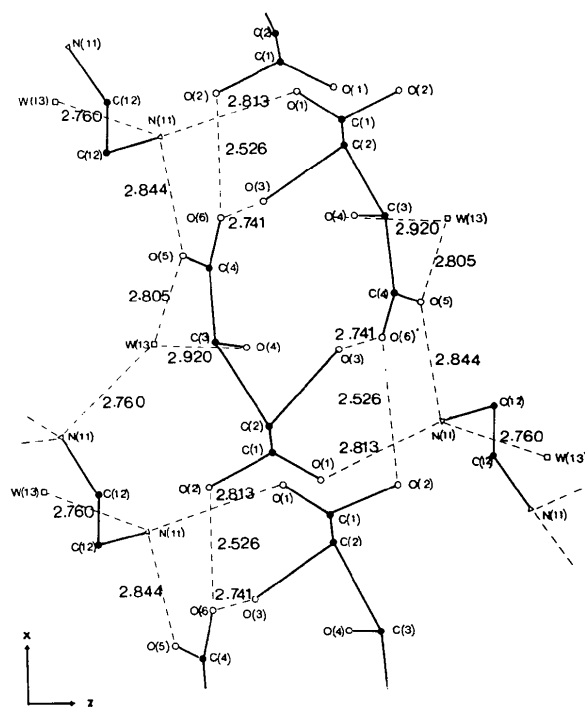 C(2)
N(11) C(1)
W(13) C(12) O(2) O(1) O(2)
2.813 O(1)
2.760 N(11) C(1)
C(12) 2.526 C(2)
2.844 O(3)
O(6) 2.741 O(4) C(3) W(13)
2.920
O(5) C(4) 2.805
2.805 C(4) O(5)
2.741 O(6)'
W(13 C(3) O(4) O(3)
2.920 2.844
2.526
2.760 C(12)
C(2) N(11)
N(11) C(1) 2.813 2.760
O(1) C(12) W(13)
W(13) C(12) O(2) 2.813 O(1) O(2)
2.760 N(11) C(1) N(11)
C(12) 2.526 C(2)
2.844 2.741
O(6 O(3)
O(5) O(4) C(3)
x C(4)
z